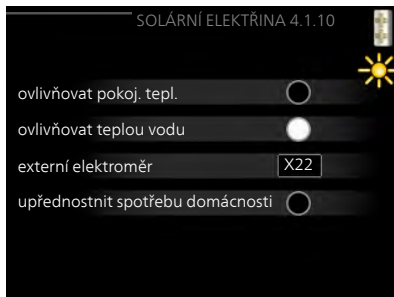 SOLÁRNÍ ELEKTŘINA 4.1.10
ovlivňovat pokoj. tepl.
ovlivňovat teplou vodu
externí elektroměr X22
upřednostnit spotřebu domácnosti